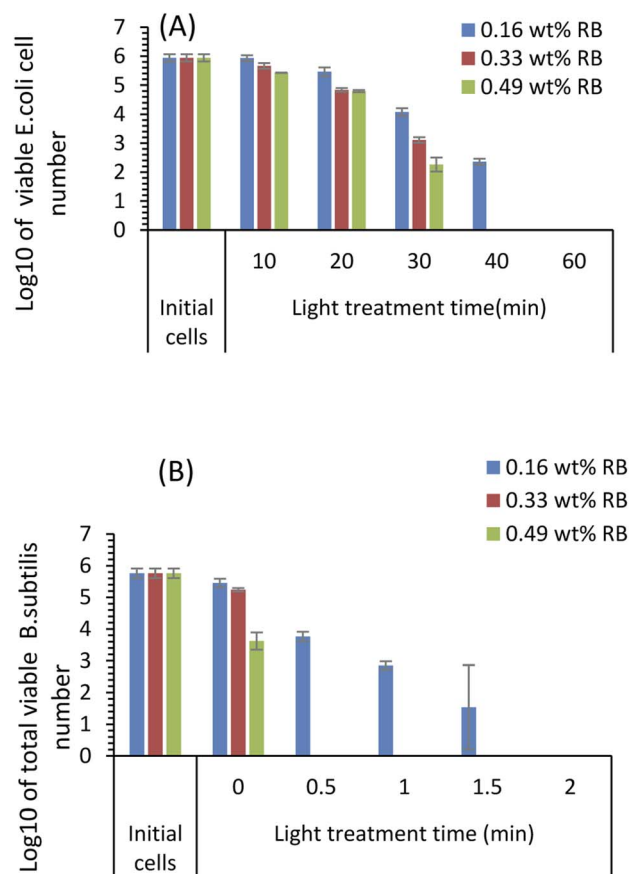 (A)
0.16 wt% RB
0.33 wt% RB
0.49 wt% RB
Log10 of viable E.coli cell
number
7
6
5
4
3
2
1
0
10 20 30 40 60
Initial
cells
Light treatment time(min)
(B)
0.16 wt% RB
0.33 wt% RB
0.49 wt% RB
Log10 of total viable B.subtilis
number
7
6
5
4
3
2
1
0
0 0.5 1 1.5 2
Initial
cells
Light treatment time (min)